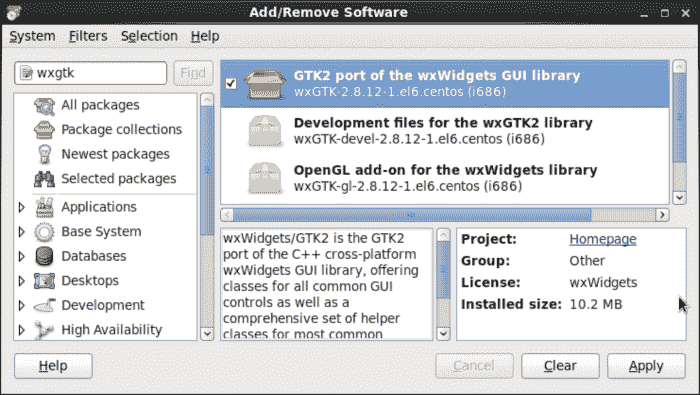 Add/Remove Software
System Filters Selection Help
wxgtk Find
All packages
Package collections
Newest packages
Selected packages
Applications
Base System
Databases
Desktops
Development
High Availability
GTK2 port of the wxWidgets GUI library
wxGTK-2.8.12-1.el6.centos (i686)
Development files for the wxGTK2 library
wxGTK-devel-2.8.12-1.el6.centos (i686)
OpenGL add-on for the wxWidgets library
wxGTK-gl-2.8.12-1.el6.centos (i686)
wxWidgets/GTK2 is the GTK2
port of the C++ cross-platform
wxWidgets GUI library, offering
classes for all common GUI
controls as well as a
comprehensive set of helper
classes for most common
Project: Homepage
Group: Other
License: wxWidgets
Installed size: 10.2 MB
Help Cancel Clear Apply